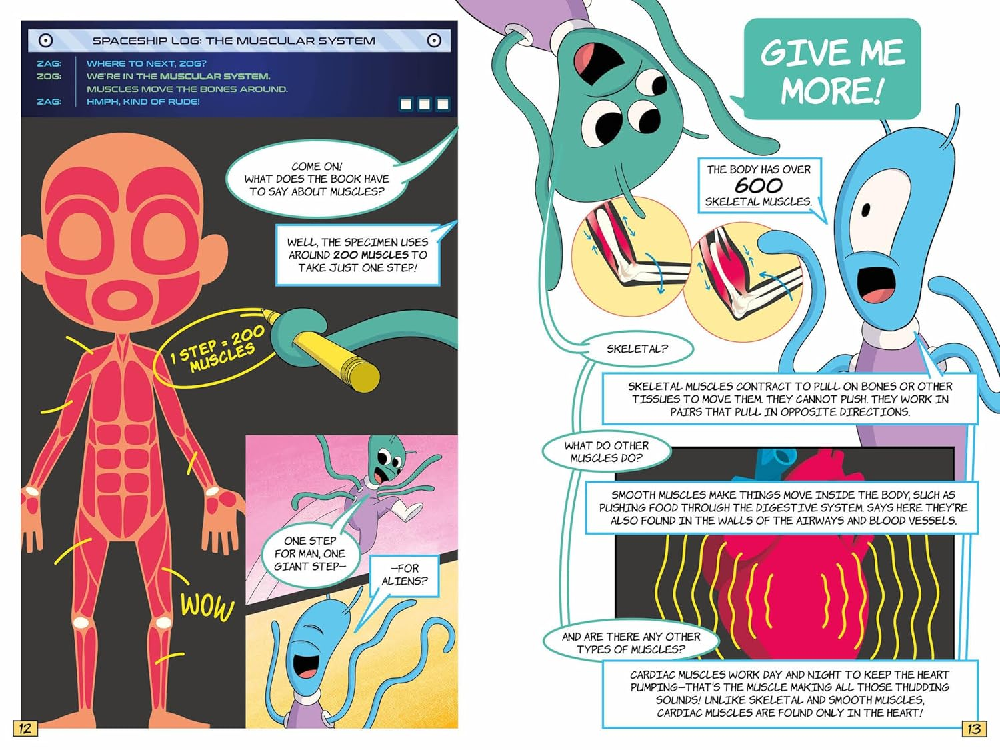 SPACESHIP LOG: THE MUSCULAR SYSTEM
ZAG: WHERE TO NEXT, ZOG?
ZOG: WE'RE IN THE MUSCULAR SYSTEM.
MUSCLES MOVE THE BONES AROUND.
ZAG: HMPH, KIND OF RUDE!
COME ON!
WHAT DOES THE BOOK HAVE
TO SAY ABOUT MUSCLES?
WELL, THE SPECIMEN USES
AROUND 200 MUSCLES TO
TAKE JUST ONE STEP!
1 STEP = 200
MUSCLES
WOW
ONE STEP
FOR MAN, ONE
GIANT STEP—
—FOR
ALIENS?
12
GIVE ME
MORE!
THE BODY HAS OVER
600
SKELETAL MUSCLES.
SKELETAL?
SKELETAL MUSCLES CONTRACT TO PULL ON BONES OR OTHER
TISSUES TO MOVE THEM. THEY CANNOT PUSH. THEY WORK IN
PAIRS THAT PULL IN OPPOSITE DIRECTIONS.
WHAT DO OTHER
MUSCLES DO?
SMOOTH MUSCLES MAKE THINGS MOVE INSIDE THE BODY, SUCH AS
PUSHING FOOD THROUGH THE DIGESTIVE SYSTEM. SAYS HERE THEY'RE
ALSO FOUND IN THE WALLS OF THE AIRWAYS AND BLOOD VESSELS.
AND ARE THERE ANY OTHER
TYPES OF MUSCLES?
CARDIAC MUSCLES WORK DAY AND NIGHT TO KEEP THE HEART
PUMPING—THAT'S THE MUSCLE MAKING ALL THOSE THUDDING
SOUNDS! UNLIKE SKELETAL AND SMOOTH MUSCLES,
CARDIAC MUSCLES ARE FOUND ONLY IN THE HEART!
13